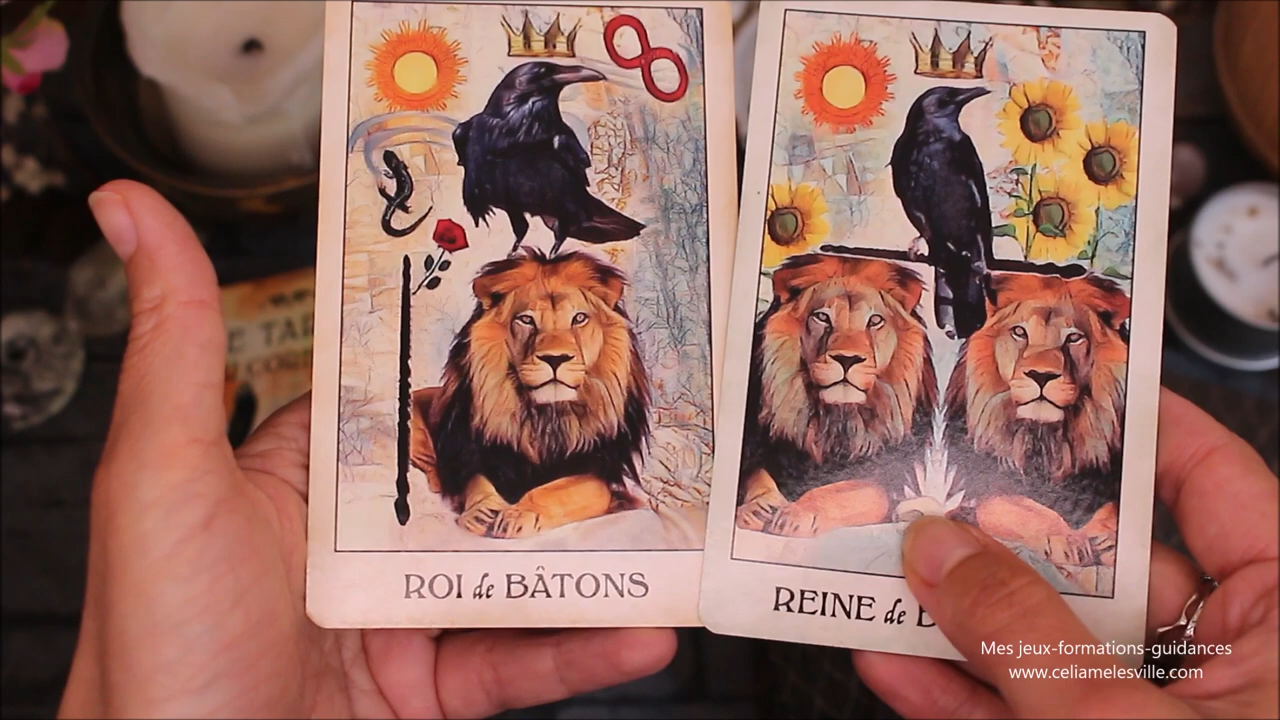 ROI de BÂTONS
REINE de
Mes jeux-formations-guidances
www.celiamelesville.com